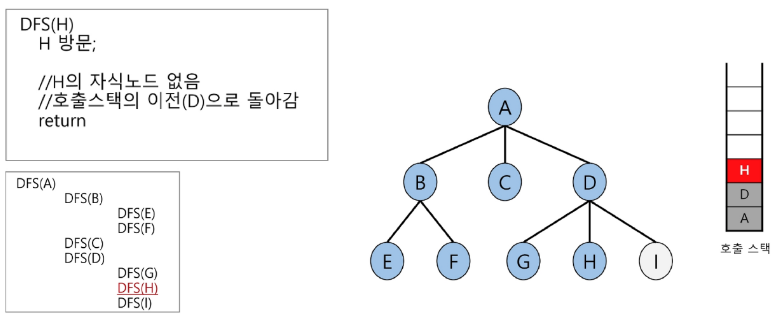 DFS(H)
H 방문;
//H의 자식노드 없음
//호출스택의 이전(D)으로 돌아감
return
DFS(A)
DFS(B)
DFS(E)
DFS(F)
DFS(C)
DFS(D)
DFS(G)
DFS(H)
DFS(I)
A
B
C
D
E
F
G
H
I
H
D
A
호출 스택